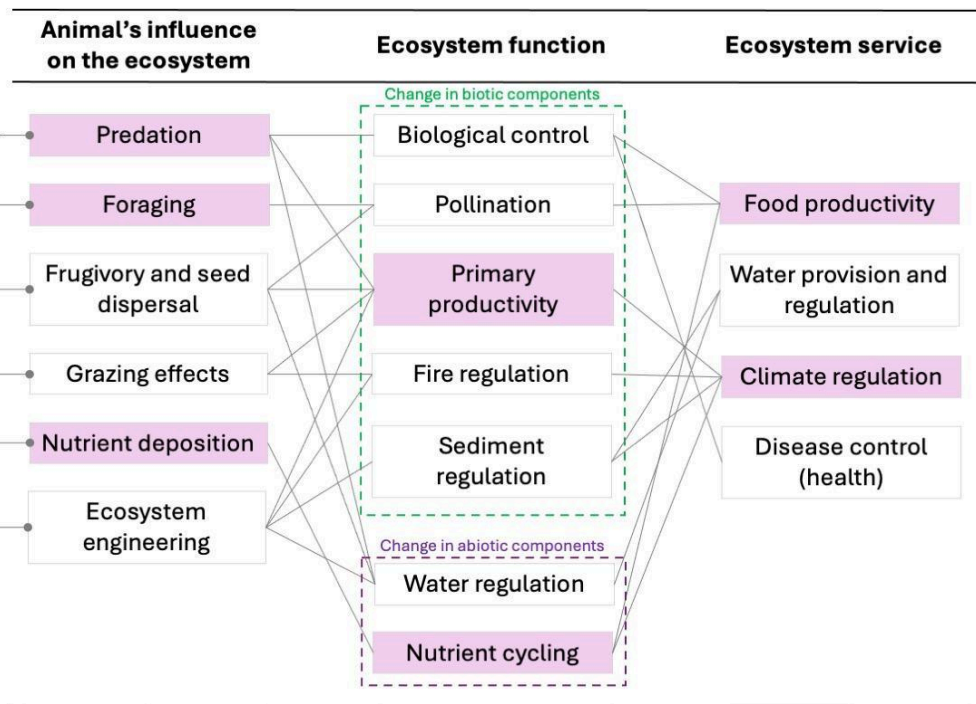 Animal's influence
on the ecosystem
Ecosystem function
Ecosystem service
Change in biotic components
Predation
Foraging
Frugivory and seed
dispersal
Grazing effects
Nutrient deposition
Ecosystem
engineering
Biological control
Pollination
Primary
productivity
Fire regulation
Sediment
regulation
Change in abiotic components
Water regulation
Nutrient cycling
Food productivity
Water provision and
regulation
Climate regulation
Disease control
(health)